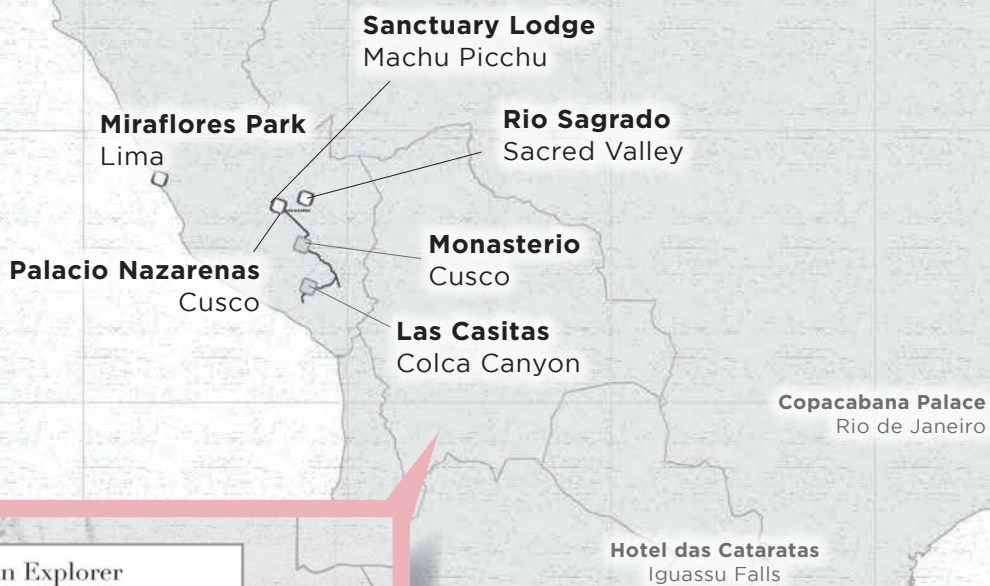 Sanctuary Lodge
Machu Picchu
Miraflores Park
Lima
Rio Sagrado
Sacred Valley
Monasterio
Cusco
Palacio Nazarenas
Cusco
Las Casitas
Colca Canyon
Copacabana Palace
Rio de Janeiro
Hotel das Cataratas
Iguassu Falls
n Explorer